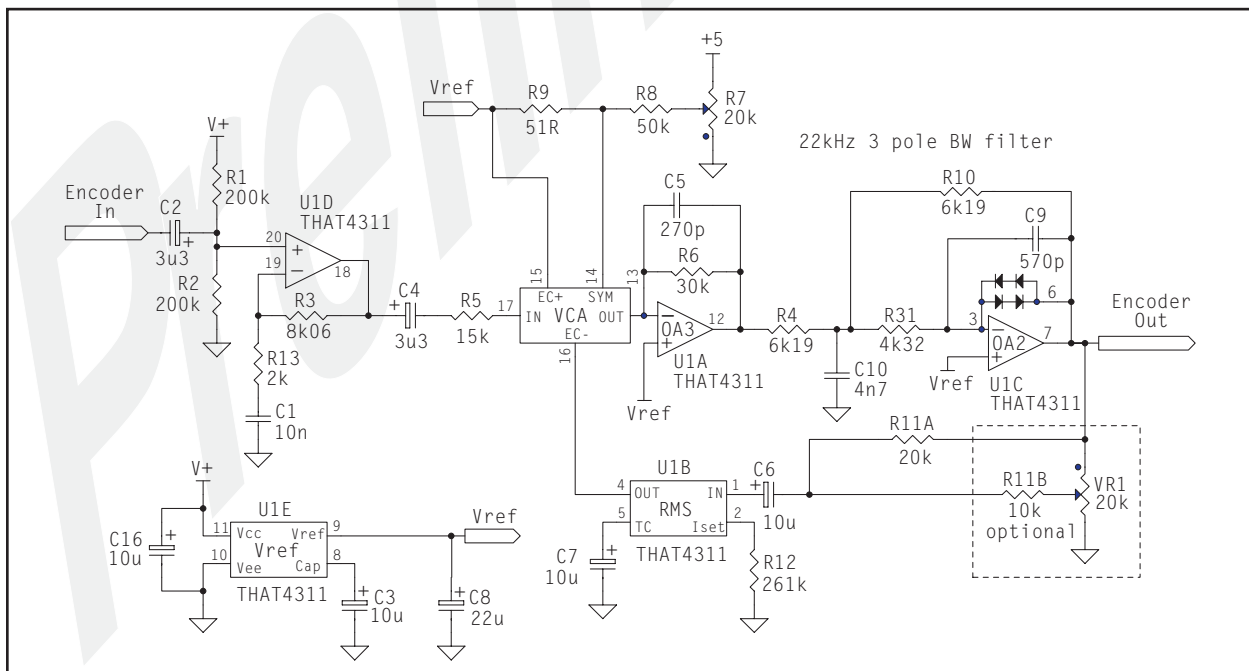 Preliminary
+5
Vref
R9
51R
R8
50k
R7
20k
22kHz 3 pole BW filter
V+
R1
200k
Encoder
In
C2
3u3
+
R2
200k
U1D
THAT4311
20
+
19
−
18
R3
8k06
R13
2k
C1
10n
C4
+
3u3
R5
15k
17
15
14
13
16
EC+
SYM
IN
VCA
OUT
EC-
C5
270p
R6
30k
−
OA3
+
12
U1A
THAT4311
Vref
R4
6k19
C10
4n7
R10
6k19
R31
4k32
C9
570p
6
3
−
OA2
+
7
Vref
U1C
THAT4311
Encoder
Out
R11A
20k
R11B
10k
optional
VR1
20k
U1B
4
OUT
IN
1
RMS
5
TC
Iset
2
THAT4311
C6
+
10u
C7
+
10u
R12
261k
V+
C16
+
10u
U1E
11
Vcc
Vref
9
Vref
10
Vee
Cap
8
THAT4311
C3
+
10u
C8
+
22u
Vref